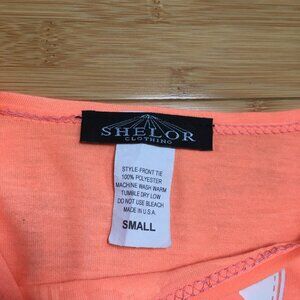 SHELOR
CLOTHING
STYLE-FRONT TIE
100% POLYESTER
MACHINE WASH WARM
TUMBLE DRY LOW
DO NOT USE BLEACH
MADE IN U.S.A.
SMALL